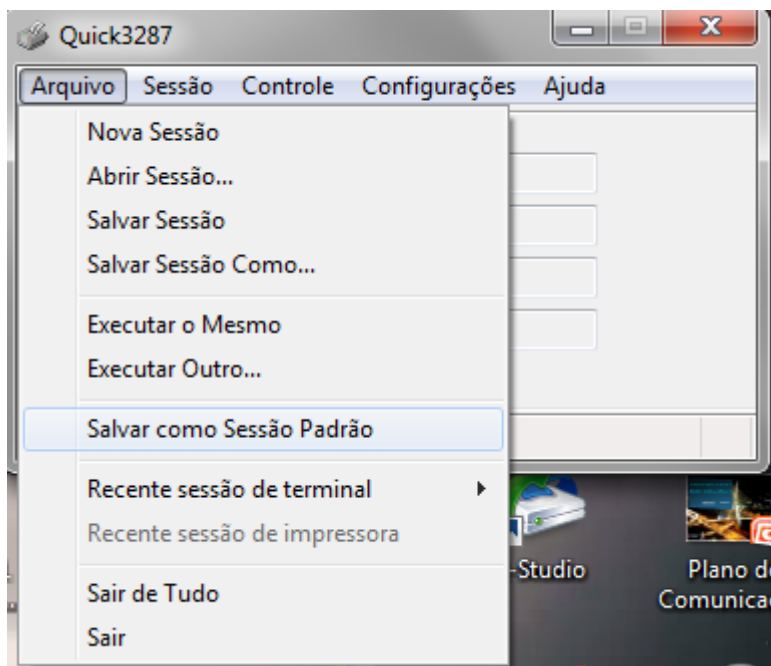 Quick3287
Arquivo Sessão Controle Configurações Ajuda
Nova Sessão
Abrir Sessão...
Salvar Sessão
Salvar Sessão Como...
Executar o Mesmo
Executar Outro...
Salvar como Sessão Padrão
Recente sessão de terminal
Recente sessão de impressora
Sair de Tudo
Sair
-Studio
Plano d
Comunica